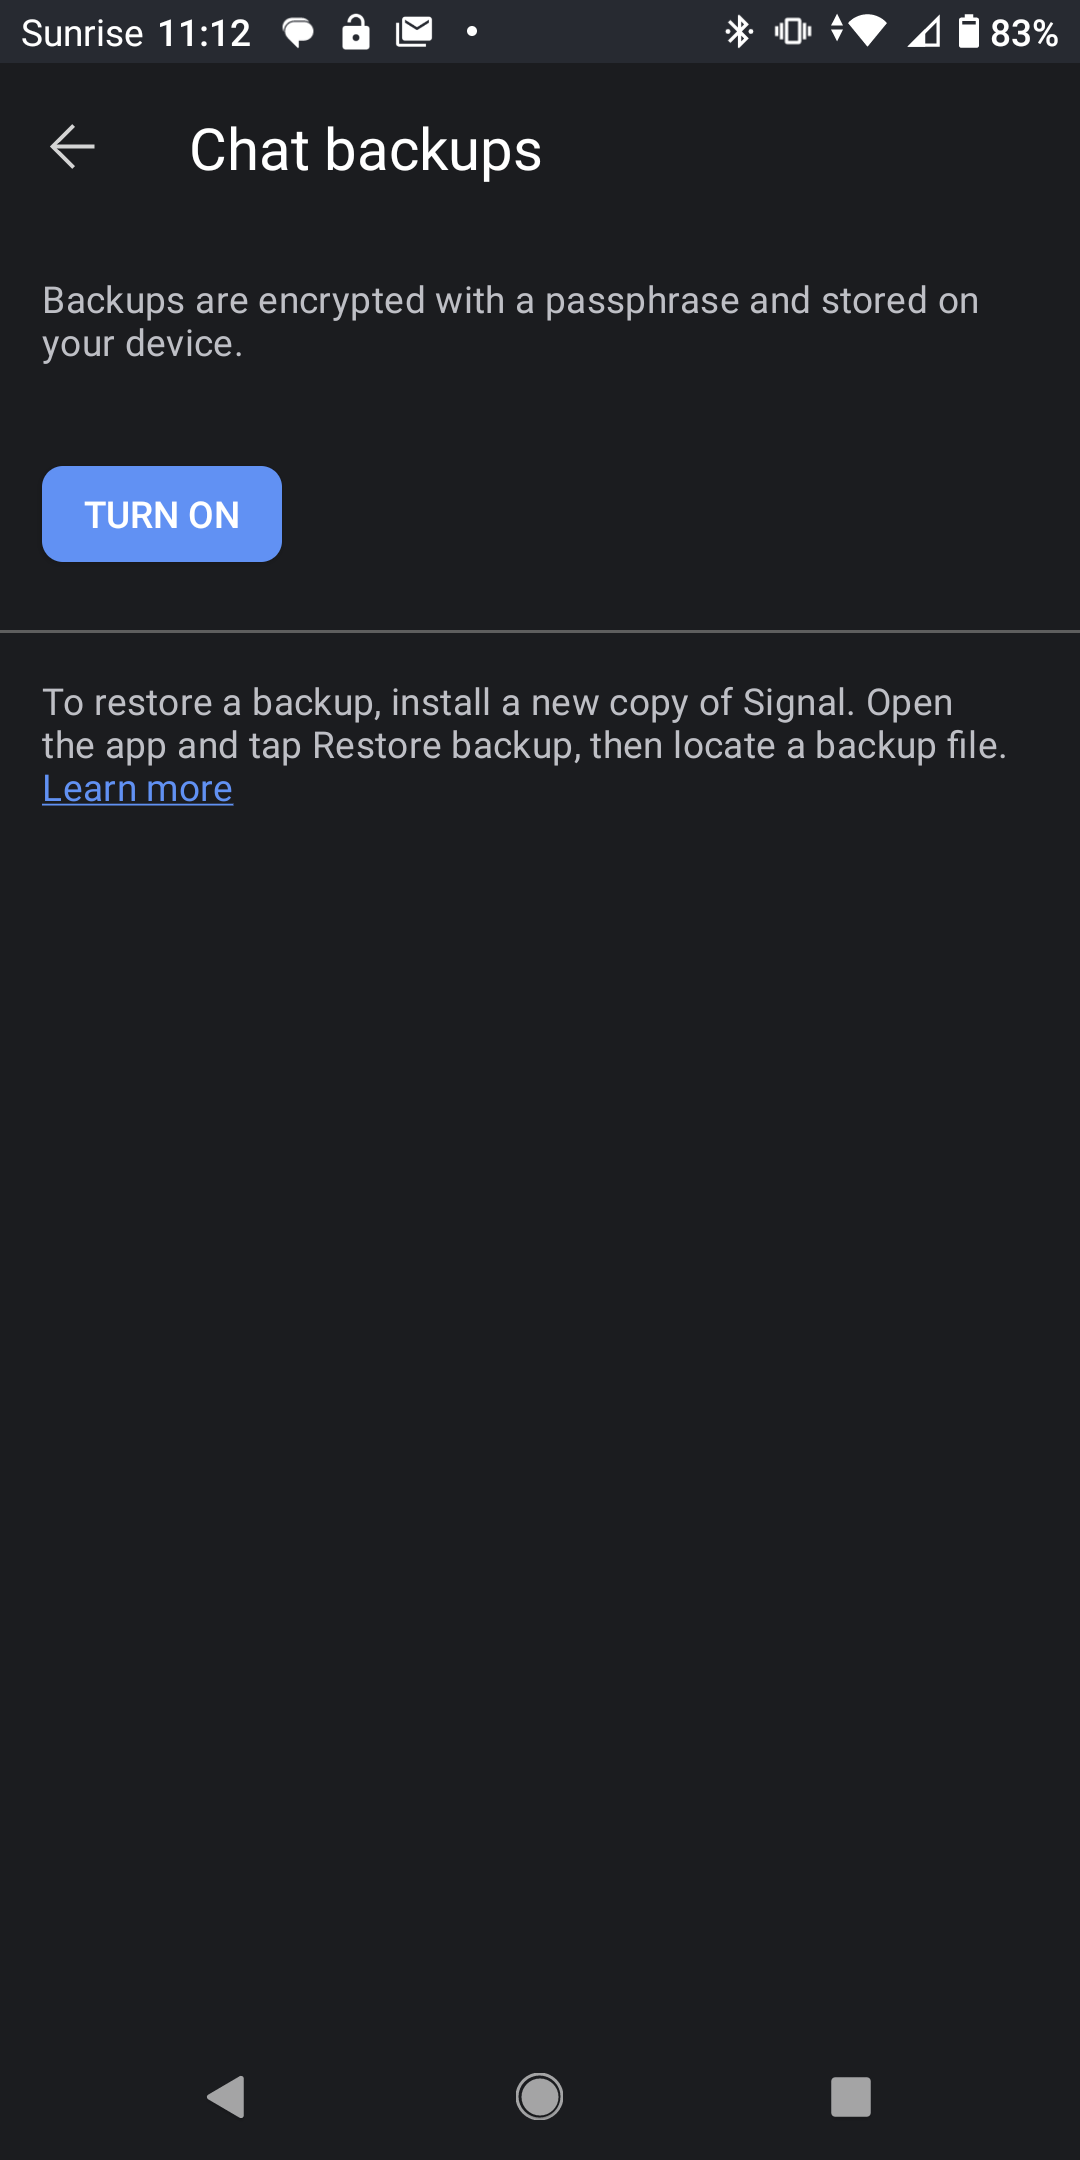 Sunrise 11:12 83%
Chat backups
Backups are encrypted with a passphrase and stored on
your device.
TURN ON
To restore a backup, install a new copy of Signal. Open
the app and tap Restore backup, then locate a backup file.
Learn more